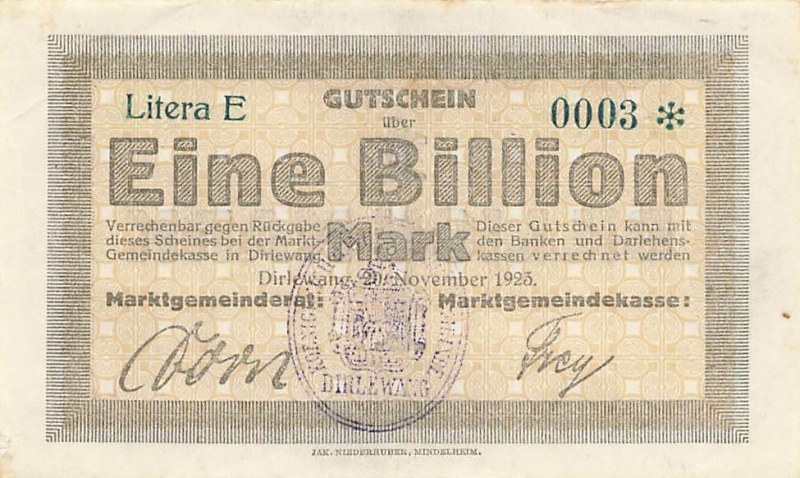 GUTSCHEIN
Litera E
über
0003 *
Eine Billion
Mark
Verrechenbar gegen Rückgabe
dieses Scheines bei der Markt
Gemeindekasse in Dirlewang
Dieser Gutschein kann mit
den Banken und Darlehens-
kassen verrechnet werden
Dirlewang, 20. November 1923.
Marktgemeinderat:
Marktgemeindekasse:
Frey
DIRLEWANG
JAK. NIEDERHUBER, MINDELHEIM.